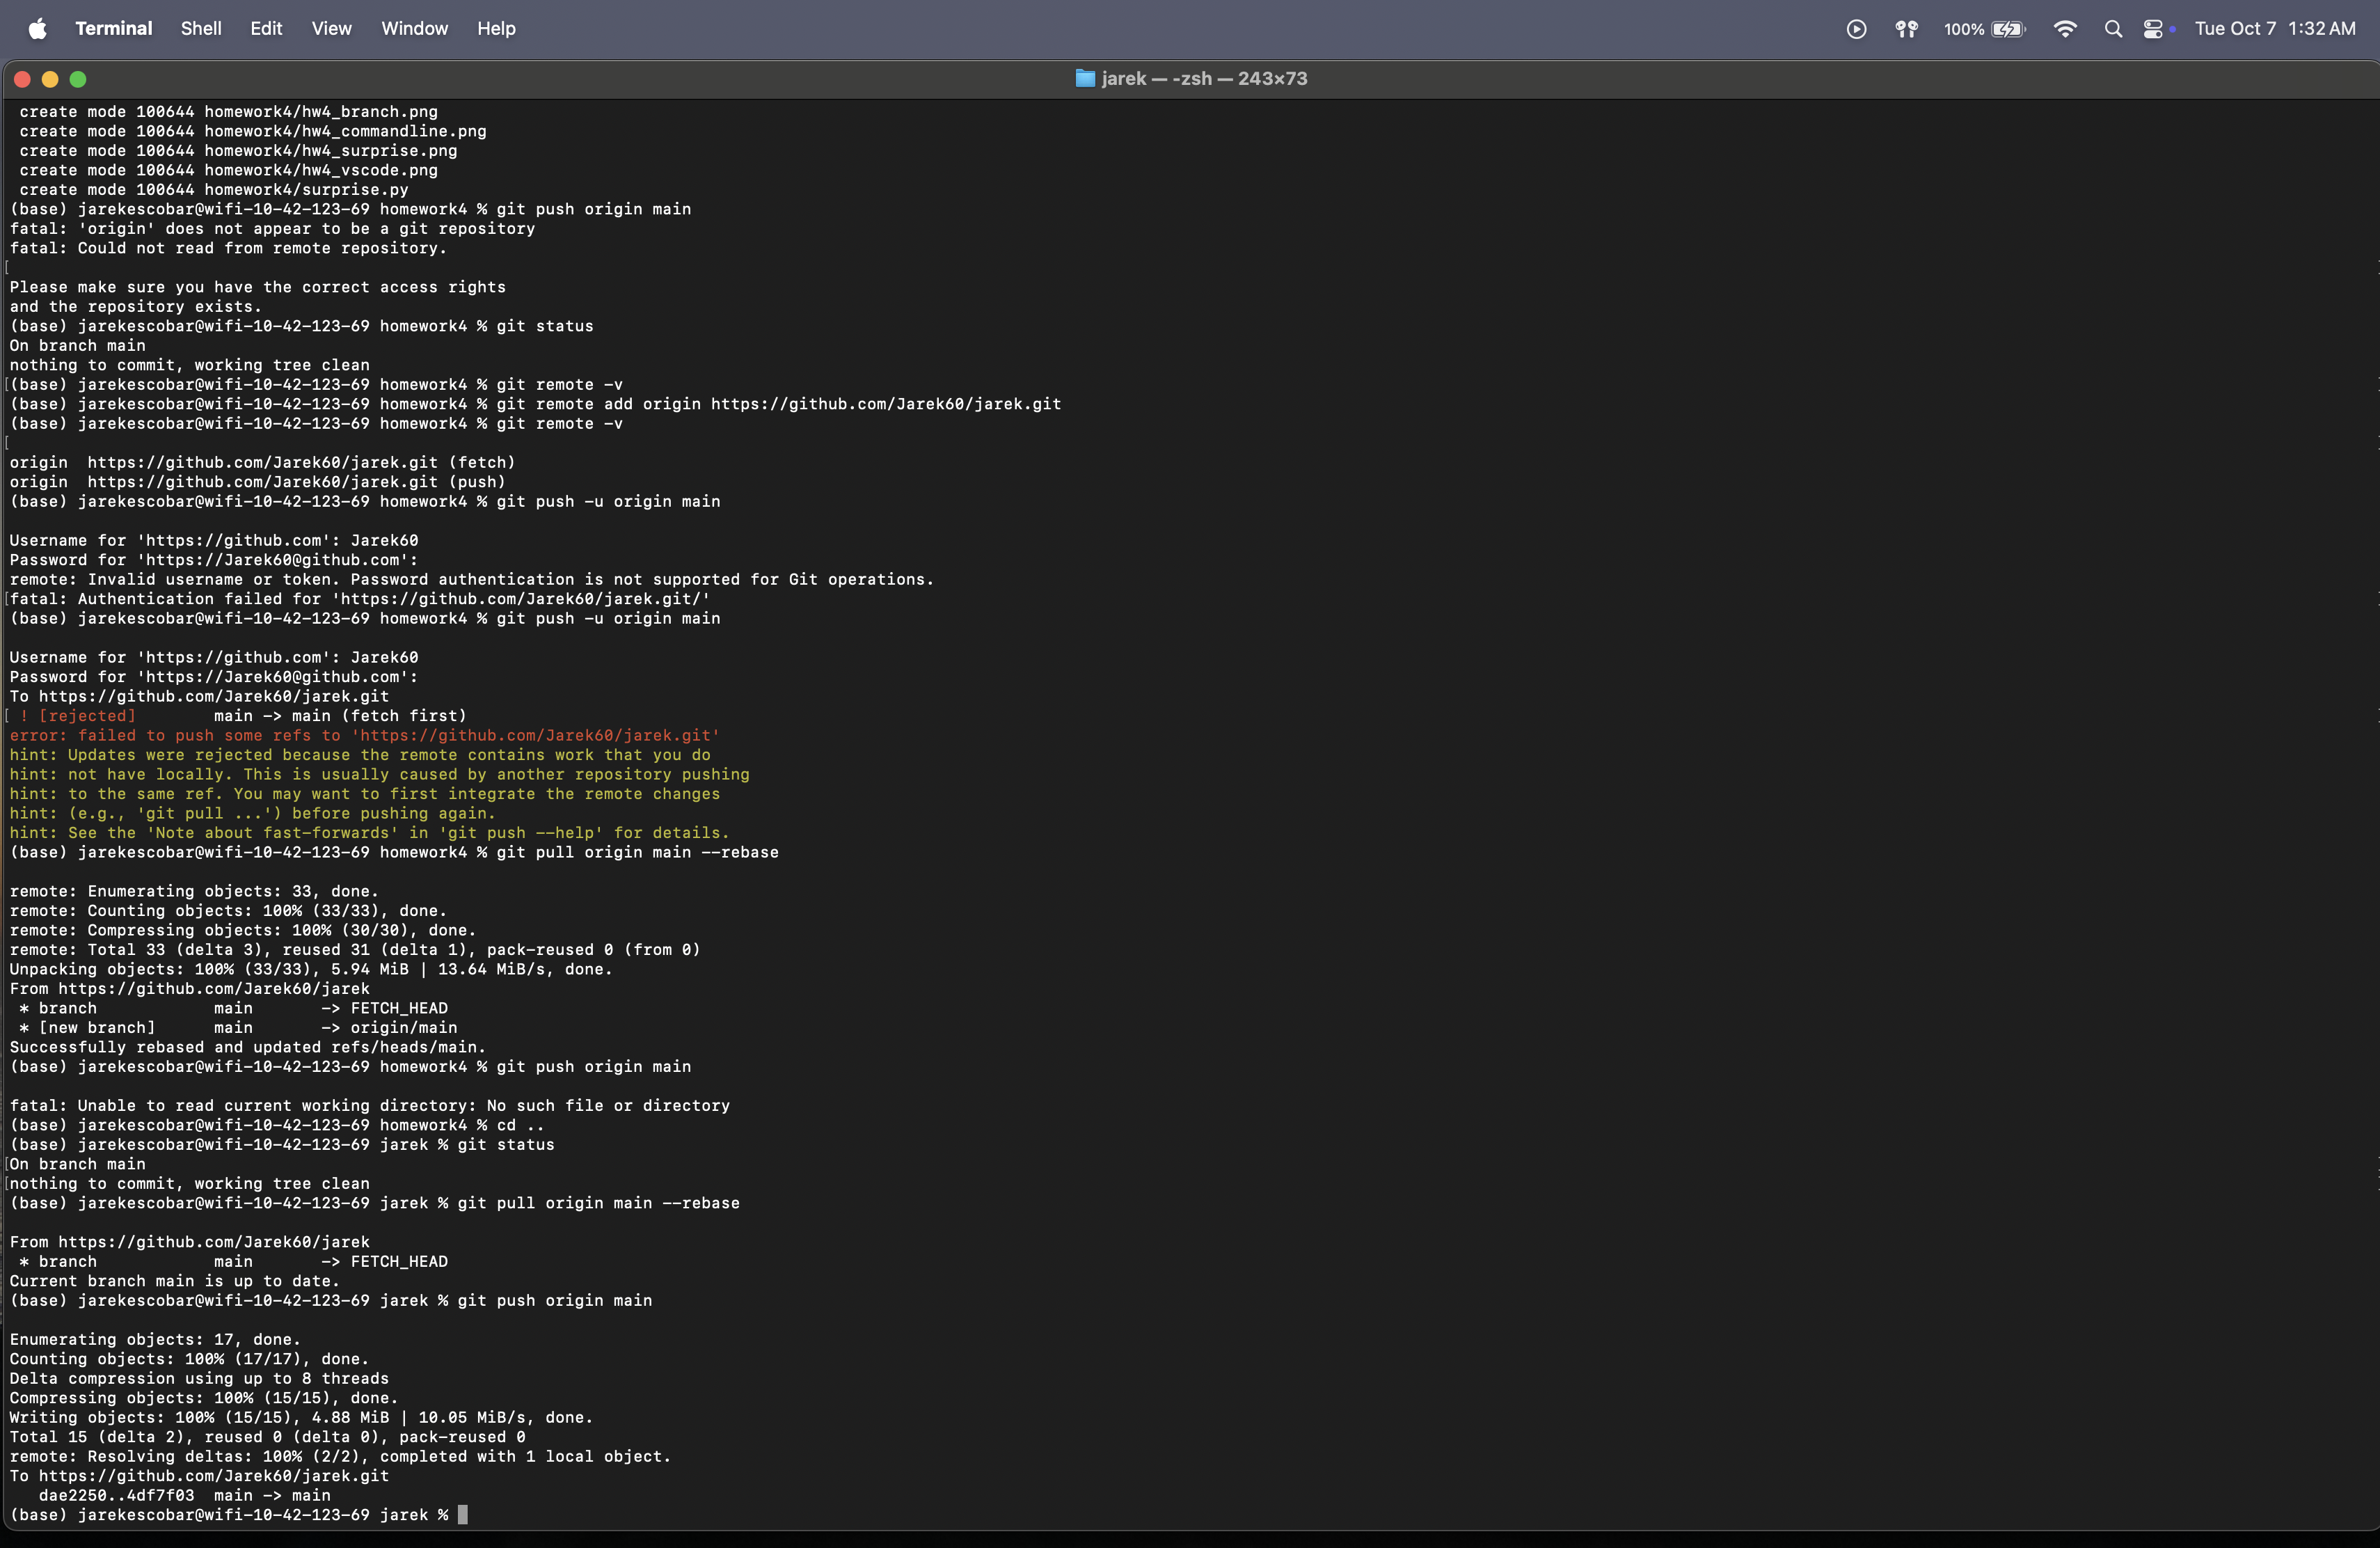 Terminal Shell Edit View Window Help 100% Tue Oct 7 1:32 AM
jarek — -zsh — 243×73
create mode 100644 homework4/hw4_branch.png
create mode 100644 homework4/hw4_commandline.png
create mode 100644 homework4/hw4_surprise.png
create mode 100644 homework4/hw4_vscode.png
create mode 100644 homework4/surprise.py
(base) jarekescobar@wifi-10-42-123-69 homework4 % git push origin main
fatal: 'origin' does not appear to be a git repository
fatal: Could not read from remote repository.
[
Please make sure you have the correct access rights
and the repository exists.
(base) jarekescobar@wifi-10-42-123-69 homework4 % git status
On branch main
nothing to commit, working tree clean
[(base) jarekescobar@wifi-10-42-123-69 homework4 % git remote -v
(base) jarekescobar@wifi-10-42-123-69 homework4 % git remote add origin https://github.com/Jarek60/jarek.git
(base) jarekescobar@wifi-10-42-123-69 homework4 % git remote -v
[
origin  https://github.com/Jarek60/jarek.git (fetch)
origin  https://github.com/Jarek60/jarek.git (push)
(base) jarekescobar@wifi-10-42-123-69 homework4 % git push -u origin main
Username for 'https://github.com': Jarek60
Password for 'https://Jarek60@github.com':
remote: Invalid username or token. Password authentication is not supported for Git operations.
[fatal: Authentication failed for 'https://github.com/Jarek60/jarek.git/'
(base) jarekescobar@wifi-10-42-123-69 homework4 % git push -u origin main
Username for 'https://github.com': Jarek60
Password for 'https://Jarek60@github.com':
To https://github.com/Jarek60/jarek.git
[ ! [rejected]        main -> main (fetch first)
error: failed to push some refs to 'https://github.com/Jarek60/jarek.git'
hint: Updates were rejected because the remote contains work that you do
hint: not have locally. This is usually caused by another repository pushing
hint: to the same ref. You may want to first integrate the remote changes
hint: (e.g., 'git pull ...') before pushing again.
hint: See the 'Note about fast-forwards' in 'git push --help' for details.
(base) jarekescobar@wifi-10-42-123-69 homework4 % git pull origin main --rebase
remote: Enumerating objects: 33, done.
remote: Counting objects: 100% (33/33), done.
remote: Compressing objects: 100% (30/30), done.
remote: Total 33 (delta 3), reused 31 (delta 1), pack-reused 0 (from 0)
Unpacking objects: 100% (33/33), 5.94 MiB | 13.64 MiB/s, done.
From https://github.com/Jarek60/jarek
* branch            main       -> FETCH_HEAD
* [new branch]      main       -> origin/main
Successfully rebased and updated refs/heads/main.
(base) jarekescobar@wifi-10-42-123-69 homework4 % git push origin main
fatal: Unable to read current working directory: No such file or directory
(base) jarekescobar@wifi-10-42-123-69 homework4 % cd ..
(base) jarekescobar@wifi-10-42-123-69 jarek % git status
[On branch main
[nothing to commit, working tree clean
(base) jarekescobar@wifi-10-42-123-69 jarek % git pull origin main --rebase
From https://github.com/Jarek60/jarek
* branch            main       -> FETCH_HEAD
Current branch main is up to date.
(base) jarekescobar@wifi-10-42-123-69 jarek % git push origin main
Enumerating objects: 17, done.
Counting objects: 100% (17/17), done.
Delta compression using up to 8 threads
Compressing objects: 100% (15/15), done.
Writing objects: 100% (15/15), 4.88 MiB | 10.05 MiB/s, done.
Total 15 (delta 2), reused 0 (delta 0), pack-reused 0
remote: Resolving deltas: 100% (2/2), completed with 1 local object.
To https://github.com/Jarek60/jarek.git
dae2250..4df7f03  main -> main
(base) jarekescobar@wifi-10-42-123-69 jarek %